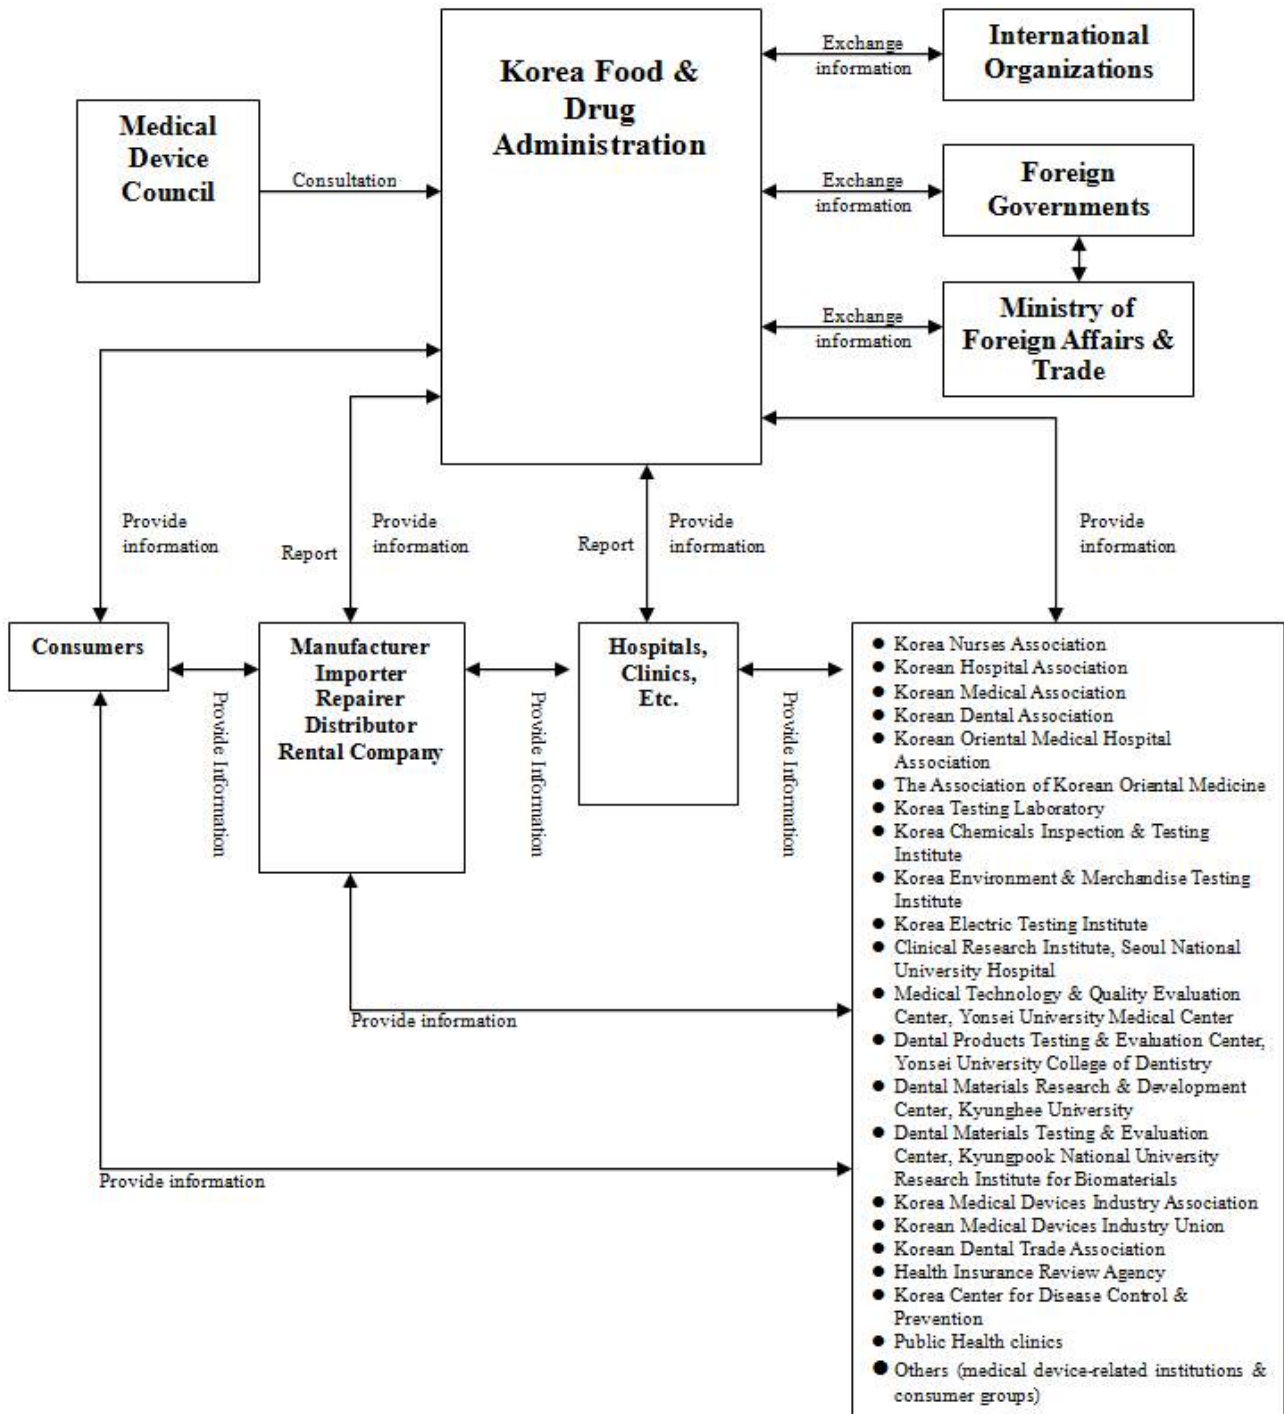 Korea Food &
Drug
Administration
International
Organizations
Exchange
information
Medical
Device
Council
Consultation
Foreign
Governments
Exchange
information
Ministry of
Foreign Affairs &
Trade
Exchange
information
Provide
information
Report
Provide
information
Report
Provide
information
Provide
information
Consumers
Provide Information
Manufacturer
Importer
Repairer
Distributor
Rental Company
Provide Information
Hospitals,
Clinics,
Etc.
Provide Information
● Korea Nurses Association
● Korean Hospital Association
● Korean Medical Association
● Korean Dental Association
● Korean Oriental Medical Hospital
Association
● The Association of Korean Oriental Medicine
● Korea Testing Laboratory
● Korea Chemicals Inspection & Testing
Institute
● Korea Environment & Merchandise Testing
Institute
● Korea Electric Testing Institute
● Clinical Research Institute, Seoul National
University Hospital
● Medical Technology & Quality Evaluation
Center, Yonsei University Medical Center
● Dental Products Testing & Evaluation Center,
Yonsei University College of Dentistry
● Dental Materials Research & Development
Center, Kyunghee University
● Dental Materials Testing & Evaluation
Center, Kyungpook National University
Research Institute for Biomaterials
● Korea Medical Devices Industry Association
● Korean Medical Devices Industry Union
● Korean Dental Trade Association
● Health Insurance Review Agency
● Korea Center for Disease Control &
Prevention
● Public Health clinics
● Others (medical device-related institutions &
consumer groups)
Provide information
Provide information